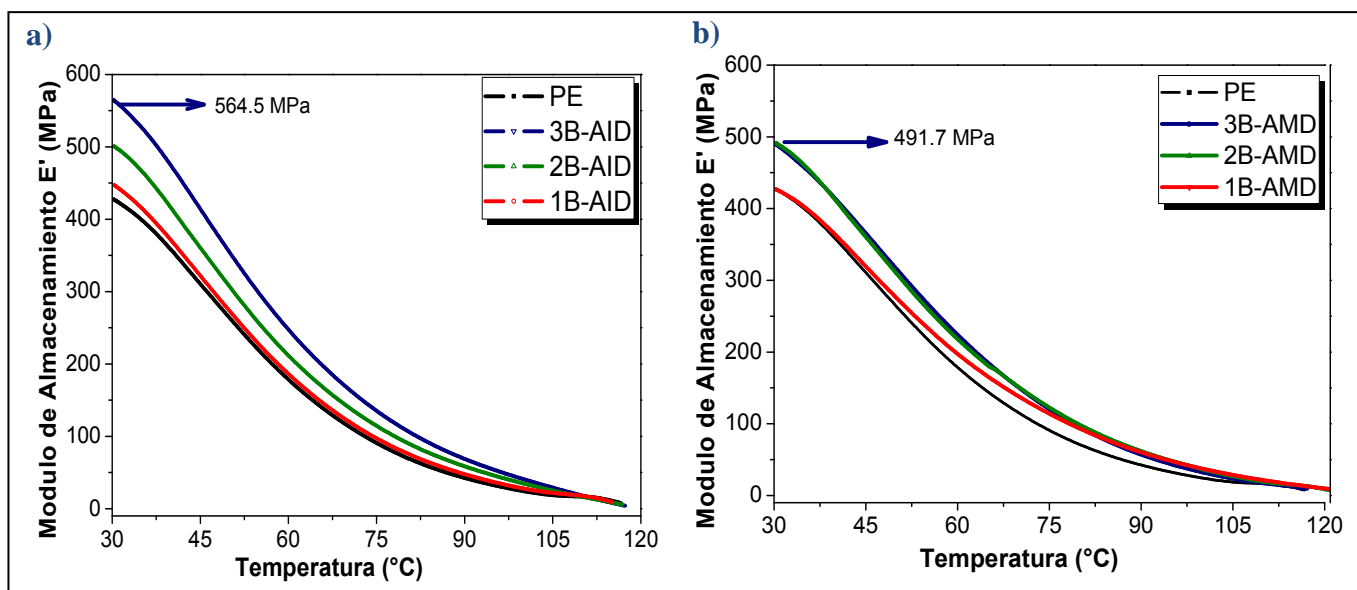 a)
Modulo de Almacenamiento E' (MPa)
600
500
400
300
200
100
0
564.5 MPa
PE
3B-AID
2B-AID
1B-AID
30 45 60 75 90 105 120
Temperatura (°C)
b)
Modulo de Almacenamiento E' (MPa)
600
500
400
300
200
100
0
491.7 MPa
PE
3B-AMD
2B-AMD
1B-AMD
30 45 60 75 90 105 120
Temperatura (°C)